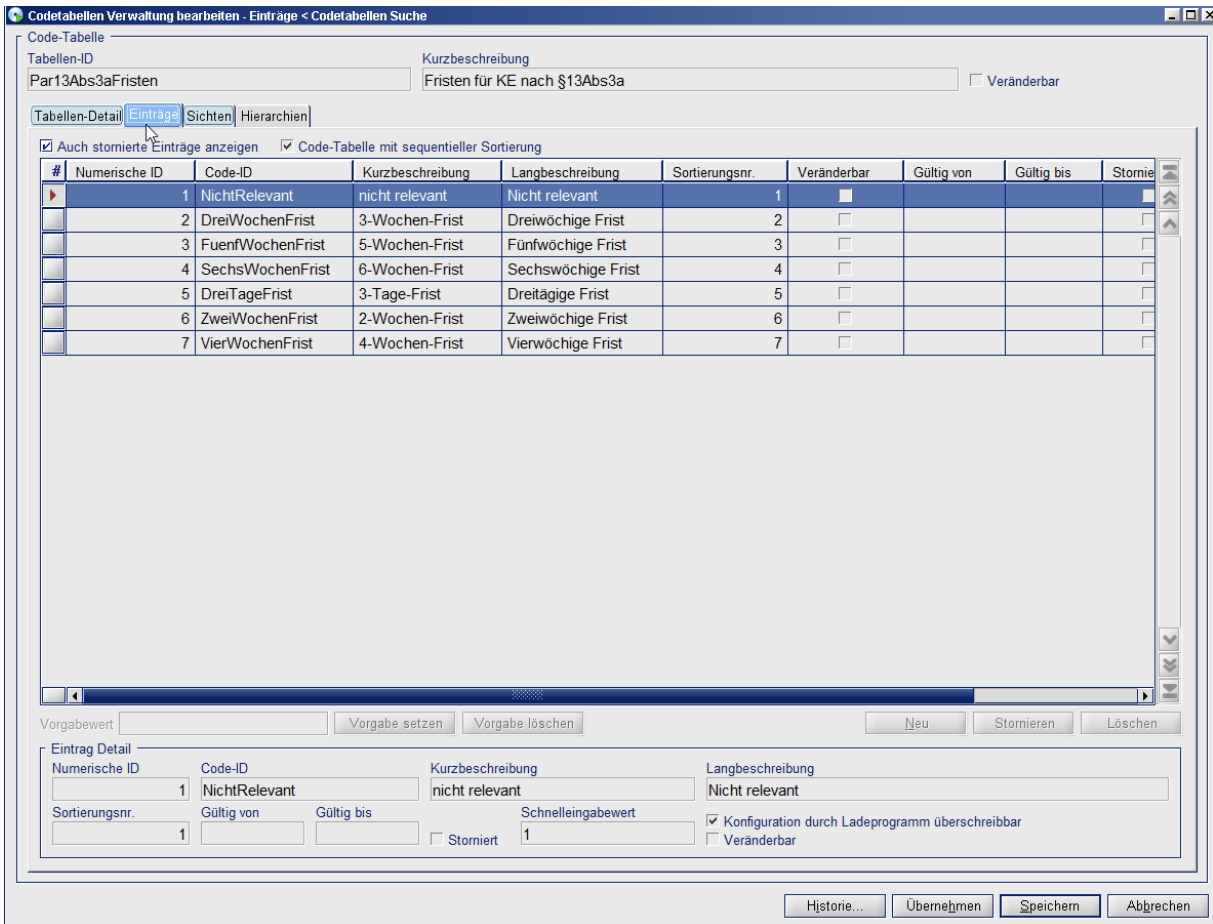 Codetabellen Verwaltung bearbeiten - Einträge < Codetabellen Suche
Code-Tabelle
Tabellen-ID Kurzbeschreibung
Par13Abs3aFristen Fristen für KE nach §13Abs3a Veränderbar
Tabellen-Detail Einträge Sichten Hierarchien
Auch stornierte Einträge anzeigen Code-Tabelle mit sequentieller Sortierung
# Numerische ID Code-ID Kurzbeschreibung Langbeschreibung Sortierungsnr. Veränderbar Gültig von Gültig bis Stornie
1 NichtRelevant nicht relevant Nicht relevant 1
2 DreiWochenFrist 3-Wochen-Frist Dreiwöchige Frist 2
3 FuenfWochenFrist 5-Wochen-Frist Fünfwöchige Frist 3
4 SechsWochenFrist 6-Wochen-Frist Sechswöchige Frist 4
5 DreiTageFrist 3-Tage-Frist Dreitägige Frist 5
6 ZweiWochenFrist 2-Wochen-Frist Zweiwöchige Frist 6
7 VierWochenFrist 4-Wochen-Frist Vierwöchige Frist 7
Vorgabewert Vorgabe setzen Vorgabe löschen Neu Stornieren Löschen
Eintrag Detail
Numerische ID Code-ID Kurzbeschreibung Langbeschreibung
1 NichtRelevant nicht relevant Nicht relevant
Sortierungsnr. Gültig von Gültig bis Schnelleingabewert
1 Storniert 1 Konfiguration durch Ladeprogramm überschreibbar
Veränderbar
Historie... Übernehmen Speichern Abbrechen